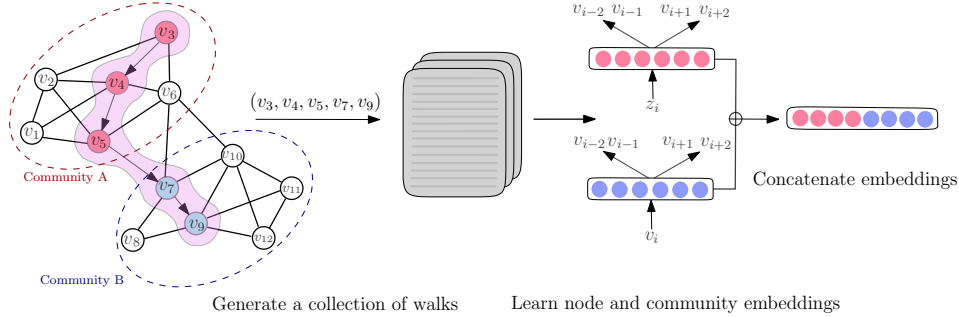 v₃
v₂
v₄
v₆
v₁
v₅
Community A
v₇
v₁₀
v₁₁
v₉
v₈
v₁₂
Community B
(v₃, v₄, v₅, v₇, v₉)
Generate a collection of walks
vᵢ₋₂ vᵢ₋₁ vᵢ₊₁ vᵢ₊₂
zᵢ
⊕
vᵢ₋₂ vᵢ₋₁ vᵢ₊₁ vᵢ₊₂
vᵢ
Learn node and community embeddings
Concatenate embeddings